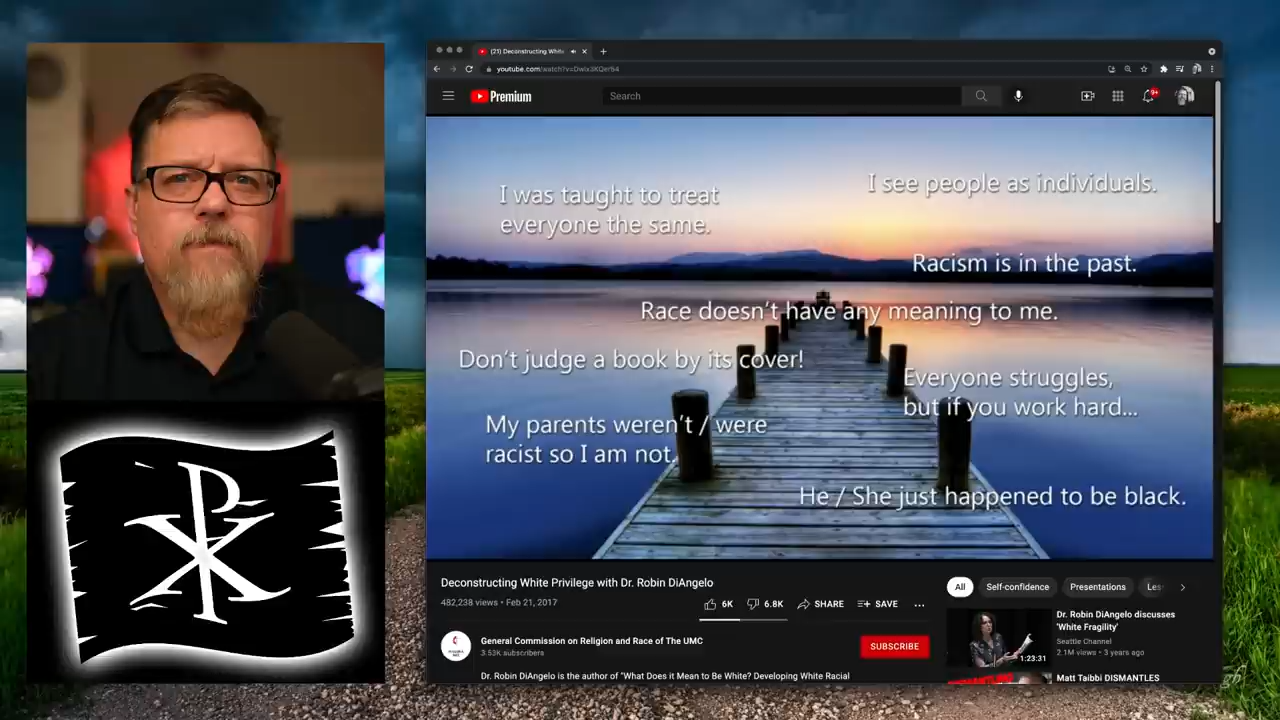 (21) Deconstructing Whit
youtube.com/watch?v=DwIx3KQer54
Premium
Search
9+
I was taught to treat
everyone the same.
I see people as individuals.
Racism is in the past.
Race doesn't have any meaning to me.
Don't judge a book by its cover!
Everyone struggles,
but if you work hard...
My parents weren't / were
racist so I am not.
He / She just happened to be black.
Deconstructing White Privilege with Dr. Robin DiAngelo
482,238 views • Feb 21, 2017
6K
6.8K
SHARE
SAVE
All
Self-confidence
Presentations
Les
General Commission on Religion and Race of The UMC
3.53K subscribers
SUBSCRIBE
Dr. Robin DiAngelo is the author of "What Does it Mean to Be White? Developing White Racial
Dr. Robin DiAngelo discusses
'White Fragility'
Seattle Channel
2.1M views • 3 years ago
1:23:31
Matt Taibbi DISMANTLES